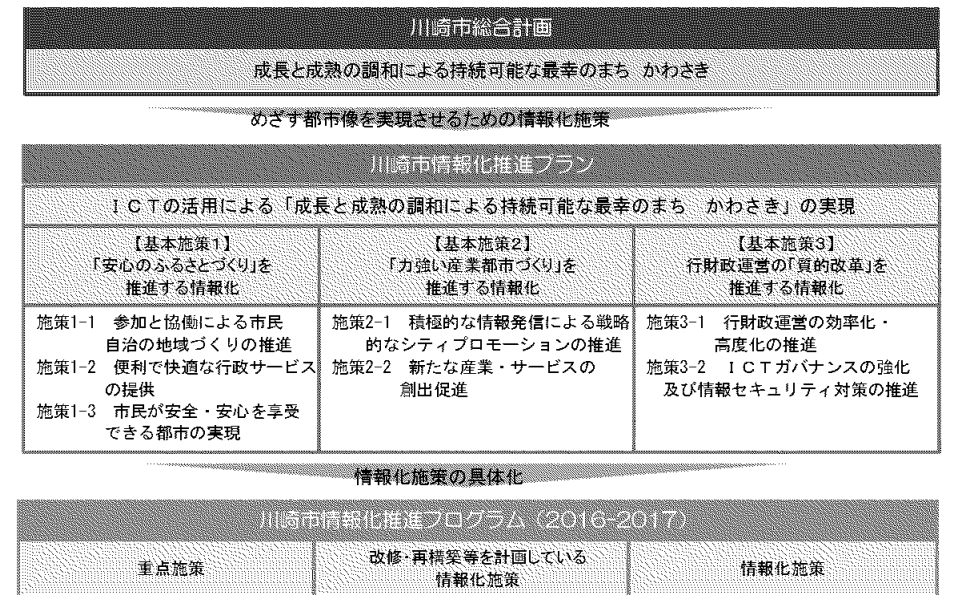 川崎市総合計画
成長と成熟の調和による持続可能な最幸のまち　かわさき
めざす都市像を実現させるための情報化施策
川崎市情報化推進プラン
ＩＣＴの活用による「成長と成熟の調和による持続可能な最幸のまち　かわさき」の実現
【基本施策1】
「安心のふるさとづくり」を
推進する情報化
【基本施策2】
「力強い産業都市づくり」を
推進する情報化
【基本施策3】
行財政運営の「質的改革」を
推進する情報化
施策1-1　参加と協働による市民
自治の地域づくりの推進
施策1-2　便利で快適な行政サービス
の提供
施策1-3　市民が安全・安心を享受
できる都市の実現
施策2-1　積極的な情報発信による戦略
的なシティプロモーションの推進
施策2-2　新たな産業・サービスの
創出促進
施策3-1　行財政運営の効率化・
高度化の推進
施策3-2　ＩＣＴガバナンスの強化
及び情報セキュリティ対策の推進
情報化施策の具体化
川崎市情報化推進プログラム（2016-2017）
重点施策
改修・再構築等を計画している
情報化施策
情報化施策